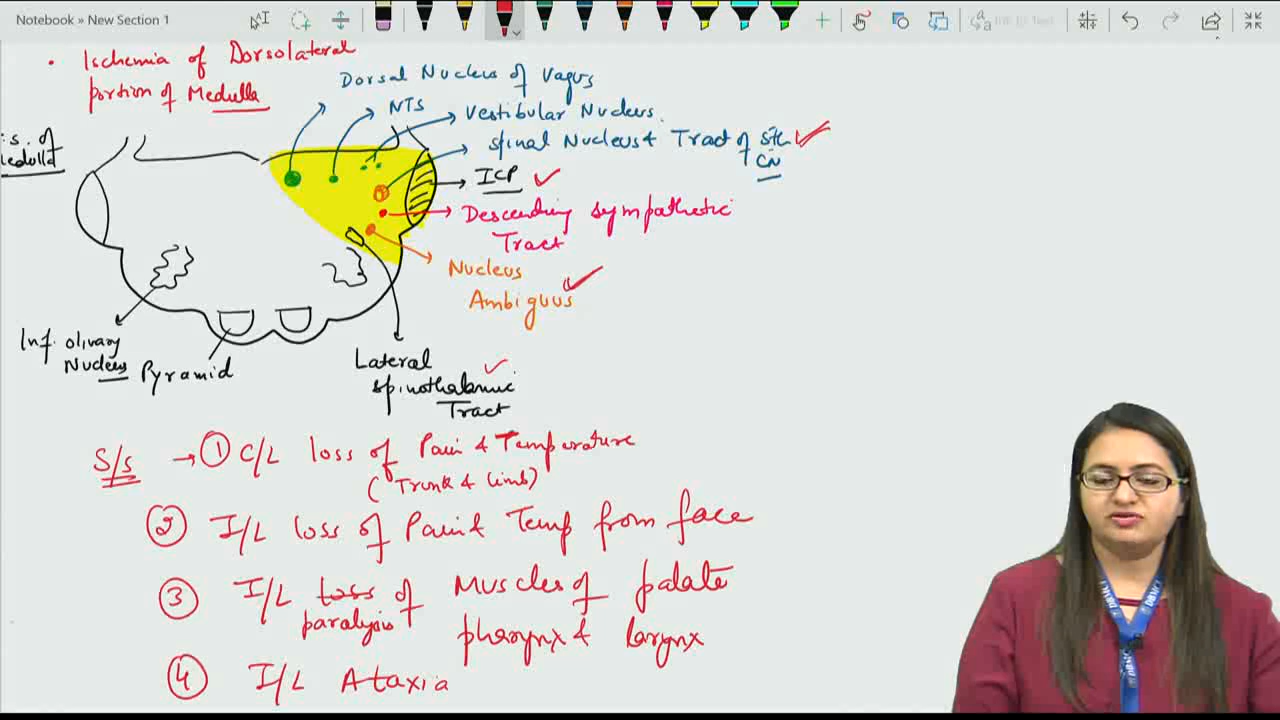 Notebook » New Section 1
• Ischemia of Dorsolateral
portion of Medulla
Dorsal Nucleus of Vagus
NTS
Vestibular Nucleus.
Spinal Nucleus & Tract of 5th
CN
s. of
ICP
Descending sympathetic
Tract
Nucleus
Ambiguus
Inf. olivary
Nucleus
Pyramid
Lateral
Spinothalamic
Tract
S/s → ① C/L loss of Pain & Temperature
(Trunk & limb)
② I/L loss of Pain & Temp from face
③ I/L loss of Muscles of palate
paralysis pharynx & larynx
④ I/L Ataxia